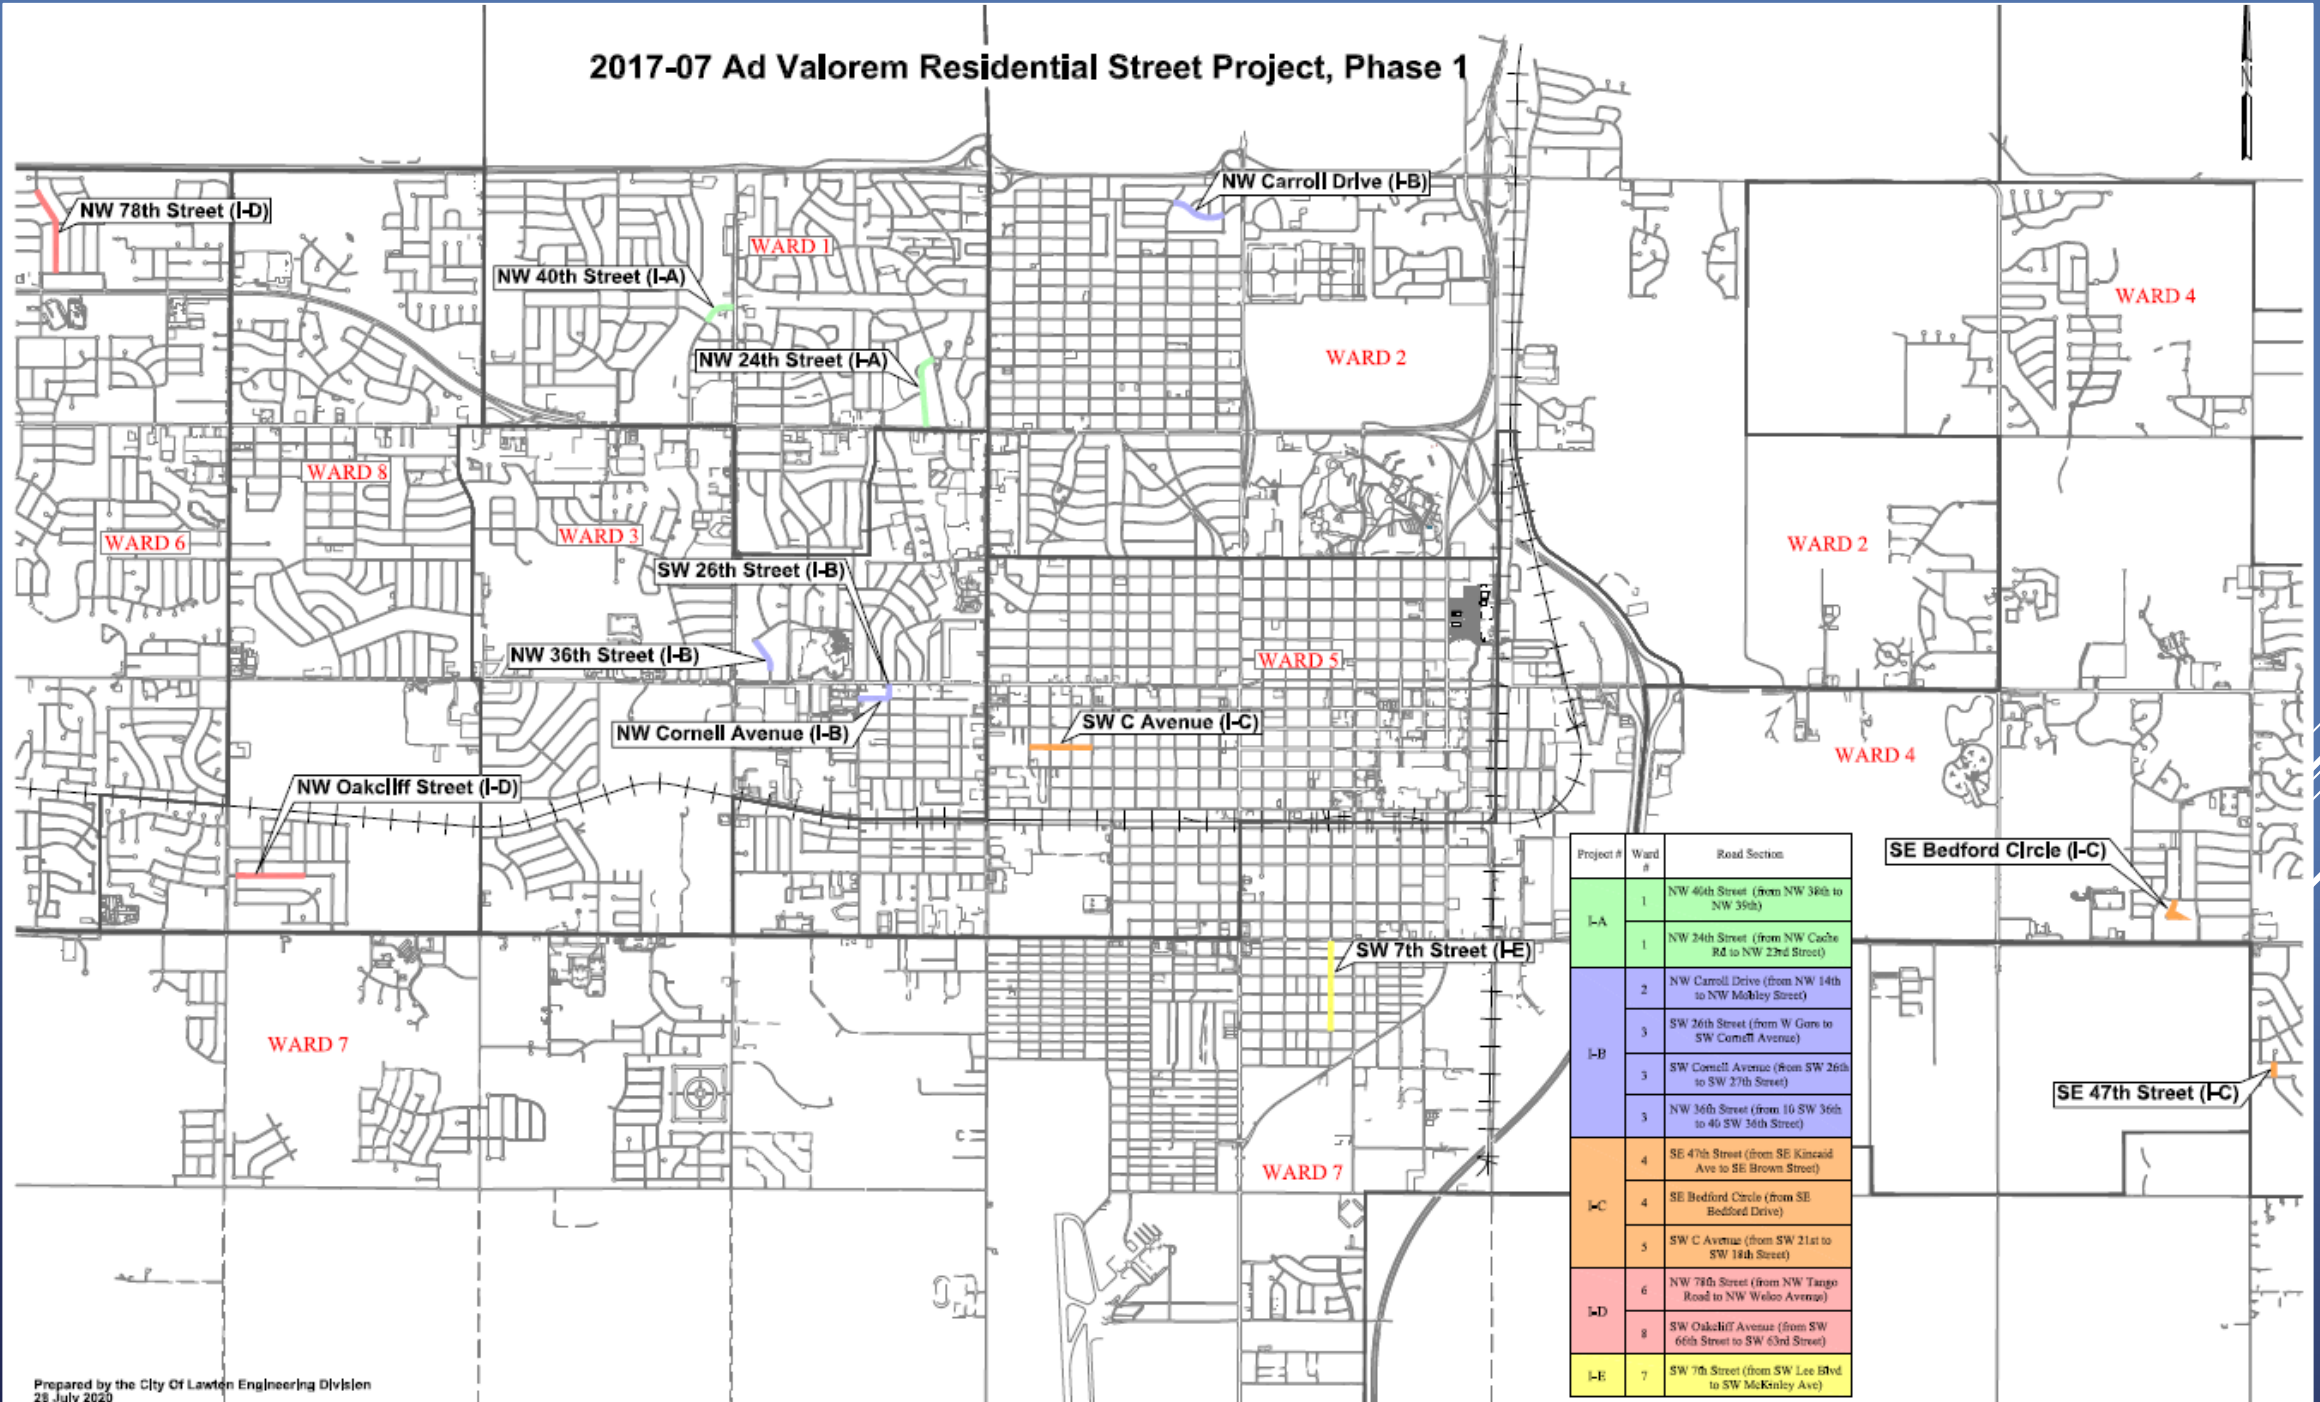 2017-07 Ad Valorem Residential Street Project, Phase 1
N
NW Carroll Drive (I-B)
NW 78th Street (I-D)
WARD 1
NW 40th Street (I-A)
WARD 4
NW 24th Street (I-A)
WARD 2
WARD 8
WARD 3
WARD 6
WARD 2
SW 26th Street (I-B)
NW 36th Street (I-B)
WARD 5
SW C Avenue (I-C)
NW Cornell Avenue (I-B)
WARD 4
NW Oakcliff Street (I-D)
SE Bedford Circle (I-C)
SW 7th Street (I-E)
WARD 7
SE 47th Street (I-C)
WARD 7
Project # Ward # Road Section
I-A
1 NW 40th Street (from NW 38th to
NW 39th)
1 NW 24th Street (from NW Cache
Rd to NW 23rd Street)
I-B
2 NW Carroll Drive (from NW 14th
to NW Mobley Street)
3 SW 26th Street (from W Gore to
SW Cornell Avenue)
3 SW Cornell Avenue (from SW 26th
to SW 27th Street)
3 NW 36th Street (from 10 SW 36th
to 40 SW 36th Street)
I-C
4 SE 47th Street (from SE Kincaid
Ave to SE Brown Street)
4 SE Bedford Circle (from SE
Bedford Drive)
5 SW C Avenue (from SW 21st to
SW 18th Street)
I-D
6 NW 78th Street (from NW Tango
Road to NW Welco Avenue)
8 SW Oakcliff Avenue (from SW
66th Street to SW 63rd Street)
I-E
7 SW 7th Street (from SW Lee Blvd
to SW McKinley Ave)
Prepared by the City Of Lawton Engineering Division
28 July 2020